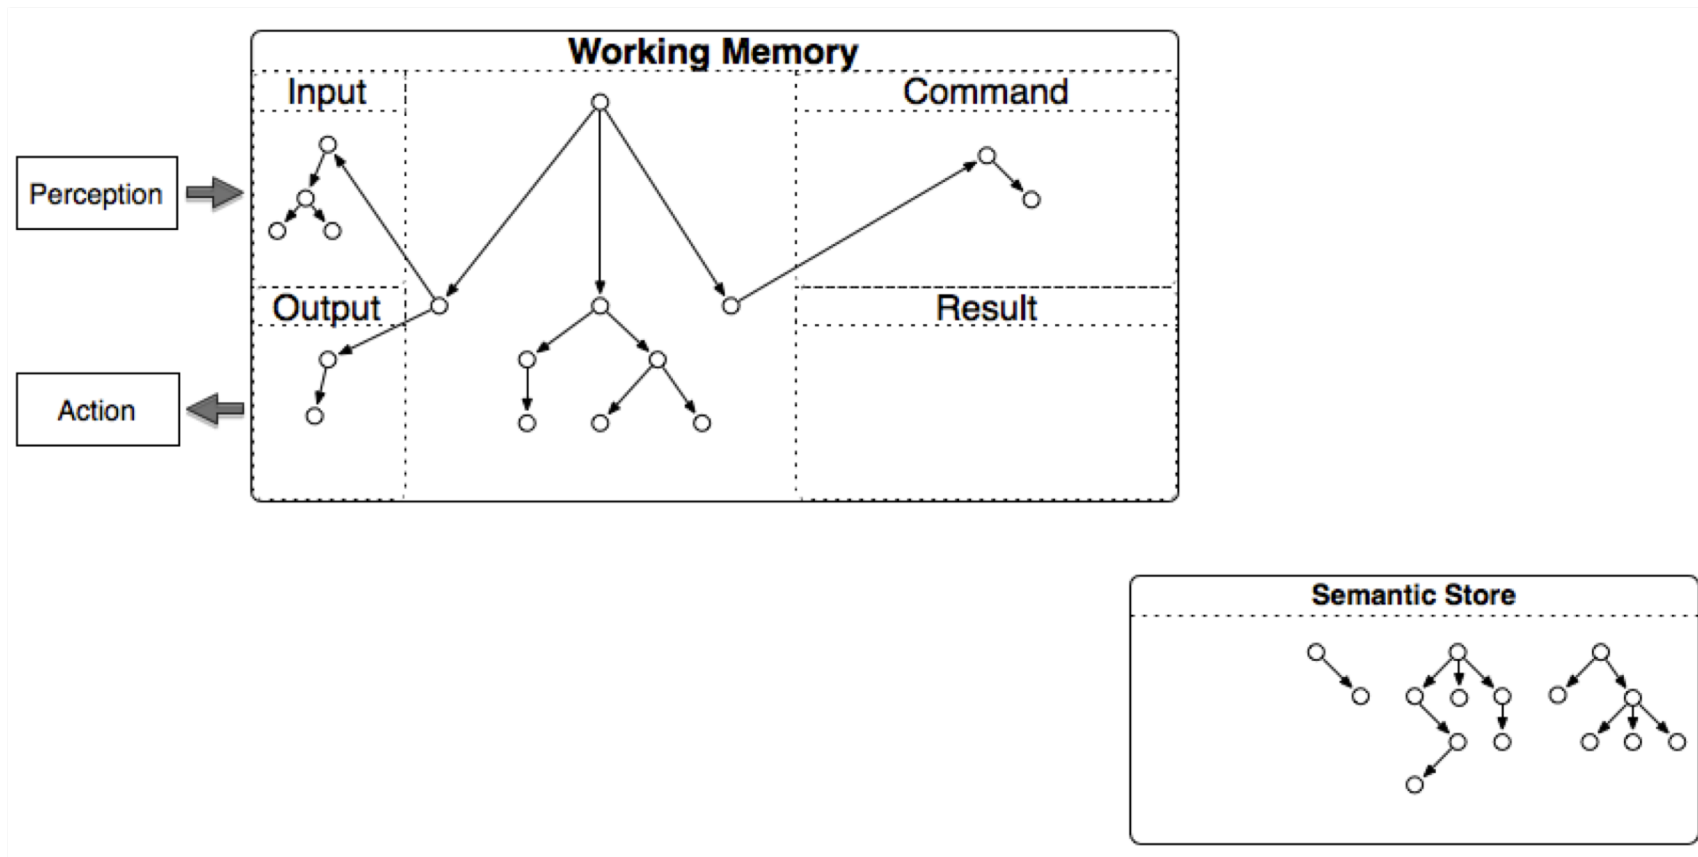 Working Memory
Input
Command
Perception
Output
Result
Action
Semantic Store